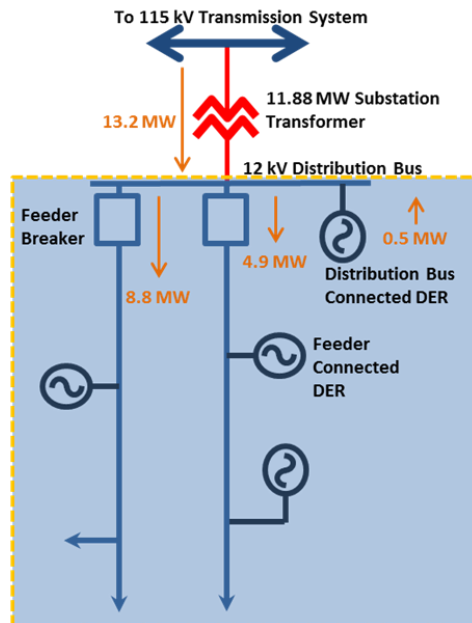 To 115 kV Transmission System
11.88 MW Substation
Transformer
13.2 MW
12 kV Distribution Bus
Feeder
Breaker
8.8 MW
4.9 MW
0.5 MW
Distribution Bus
Connected DER
Feeder
Connected
DER